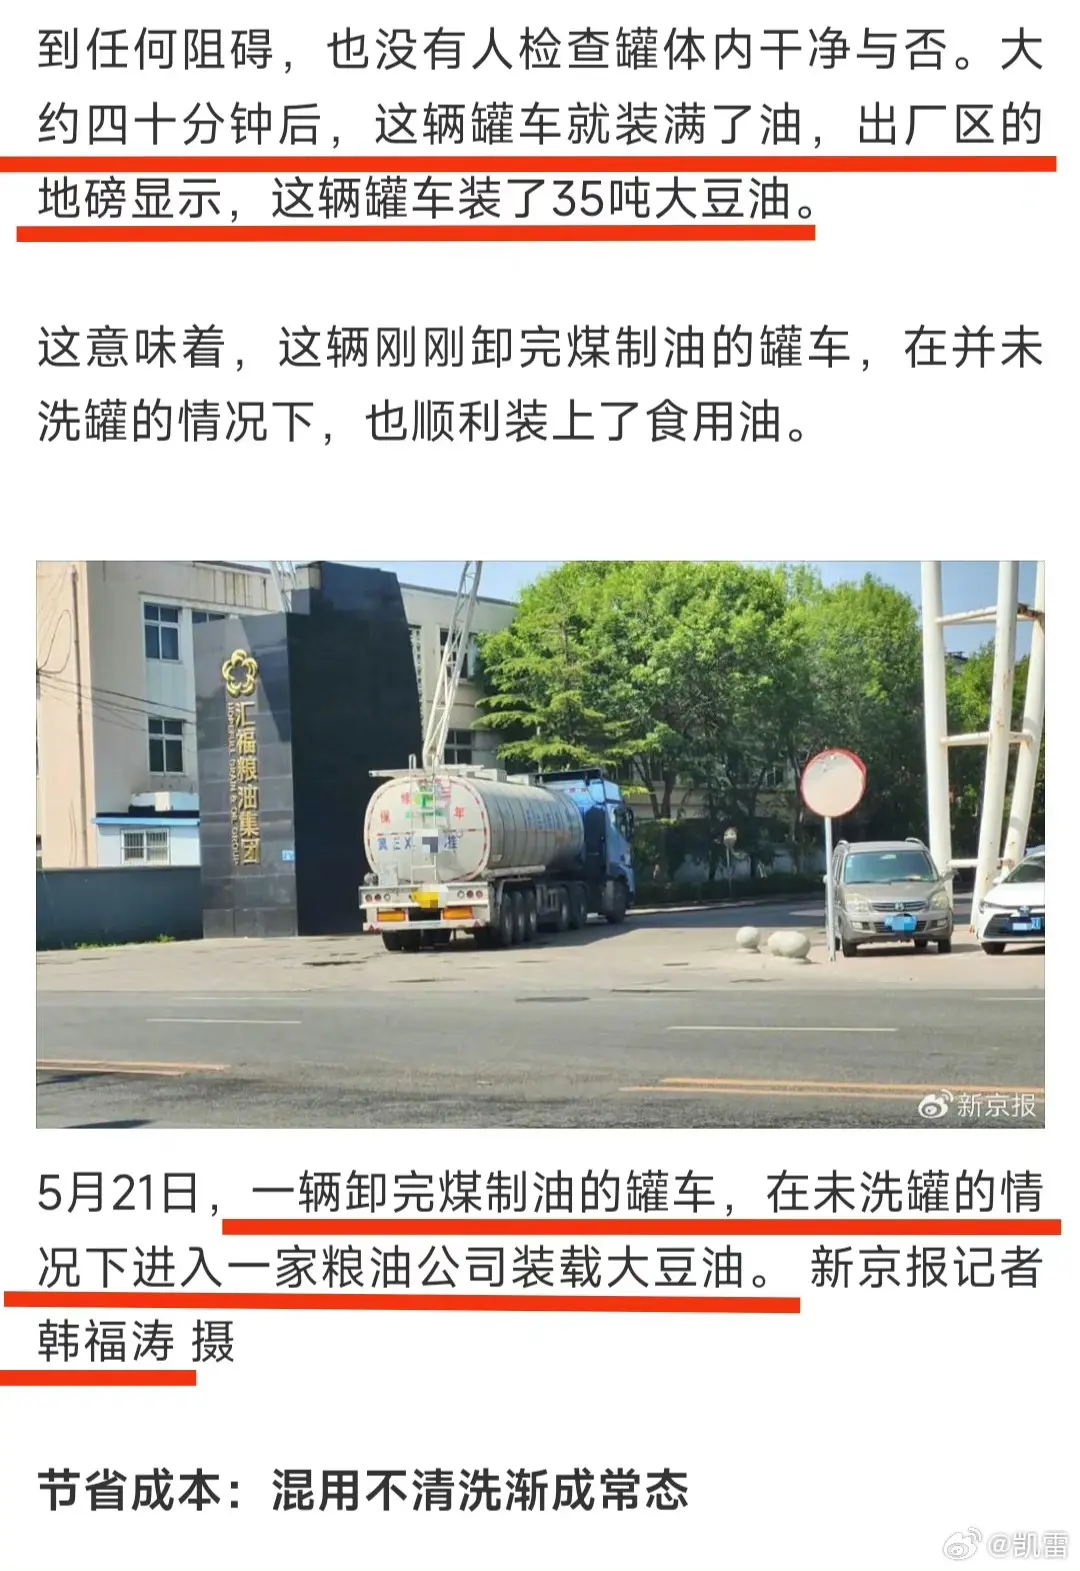 到任何阻碍，也没有人检查罐体内干净与否。大
约四十分钟后，这辆罐车就装满了油，出厂区的
地磅显示，这辆罐车装了35吨大豆油。
这意味着，这辆刚刚卸完煤制油的罐车，在并未
洗罐的情况下，也顺利装上了食用油。
汇福粮油集团
HOPEFULL GRAIN & OIL GROUP
新京报
5月21日，一辆卸完煤制油的罐车，在未洗罐的情
况下进入一家粮油公司装载大豆油。 新京报记者
韩福涛 摄
节省成本：混用不清洗渐成常态
@凯雷